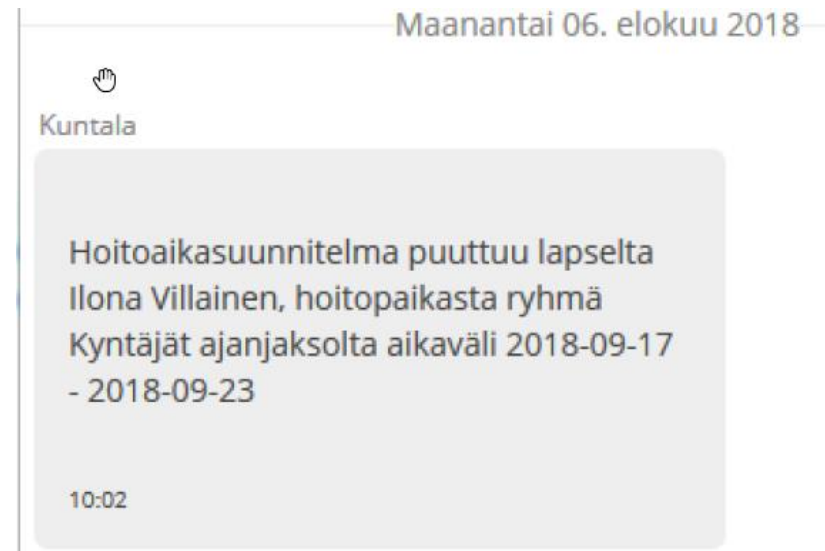 Maanantai 06. elokuu 2018
Kuntala
Hoitoaikasuunnitelma puuttuu lapselta
Ilona Villainen, hoitopaikasta ryhmä
Kyntäjät ajanjaksolta aikaväli 2018-09-17
- 2018-09-23
10:02